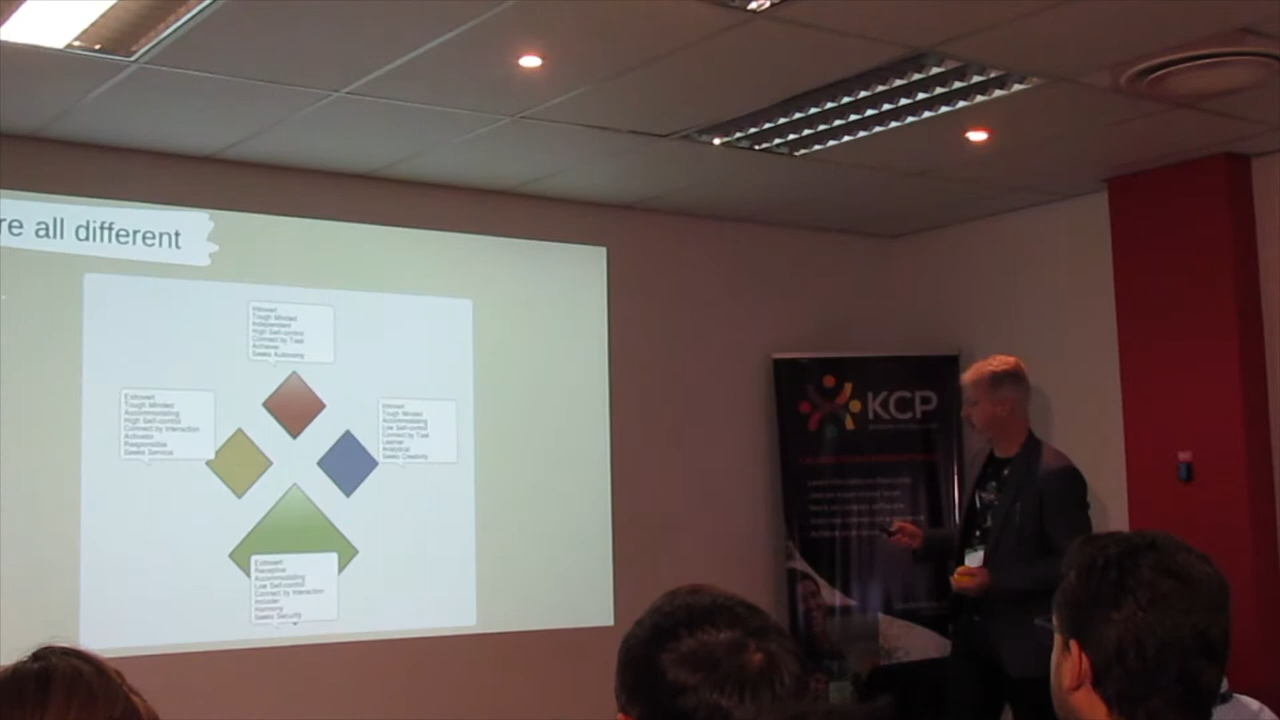 re all different
Introvert
Tough Minded
Independent
High Self-control
Connect by Task
Achiever
Seeks Autonomy
Extrovert
Tough Minded
Accommodating
High Self-control
Connect by Interaction
Activator
Responsible
Seeks Service
Introvert
Tough Minded
Accommodating
Low Self-control
Connect by Task
Learner
Analytical
Seeks Creativity
Extrovert
Receptive
Accommodating
Low Self-control
Connect by Interaction
Includer
Harmony
Seeks Security
KCP